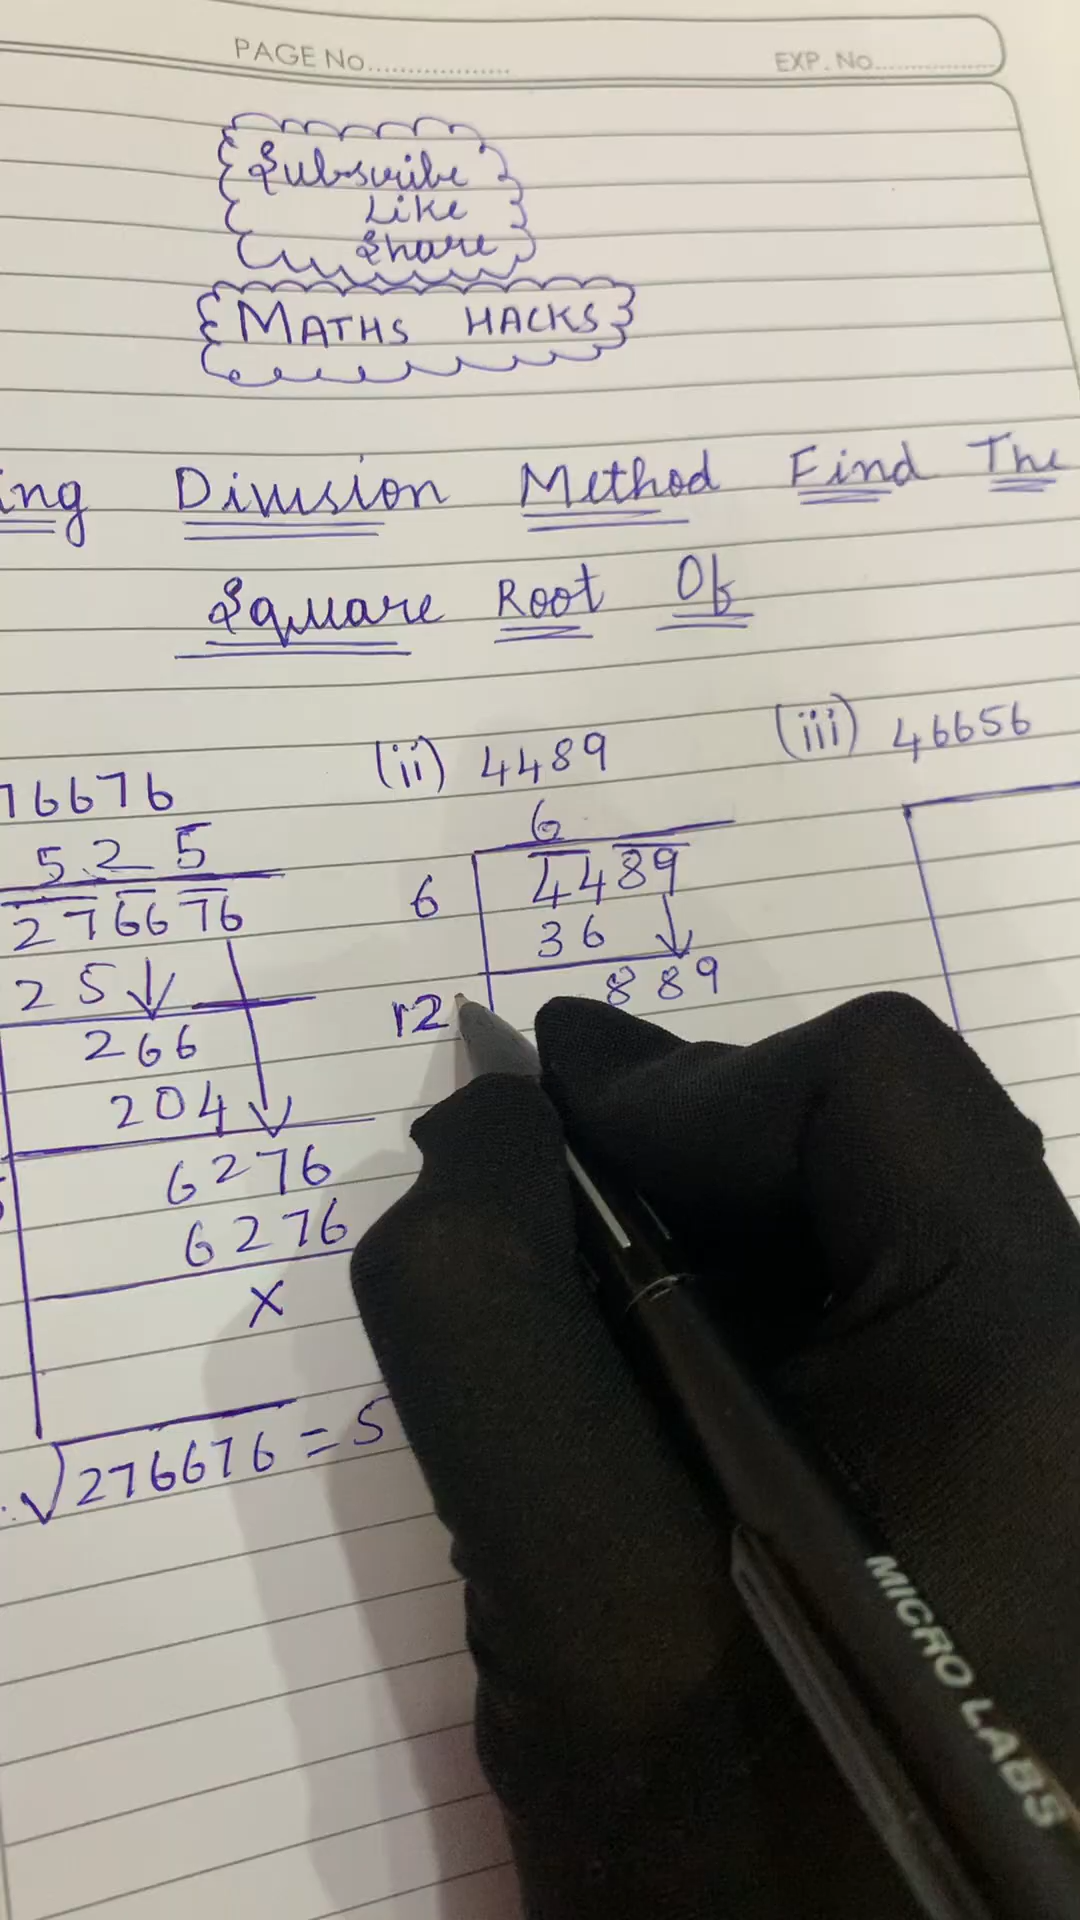 PAGE No.
EXP. No.
Subscribe
Like
Share
MATHS HACKS
ing Division Method Find The
Square Root Of
76676
5 2 5
276676
25
266
204
6276
6276
x
√276676 = 5
(ii) 4489
6
6 4489
36
12 889
(iii) 46656
MICRO LABS